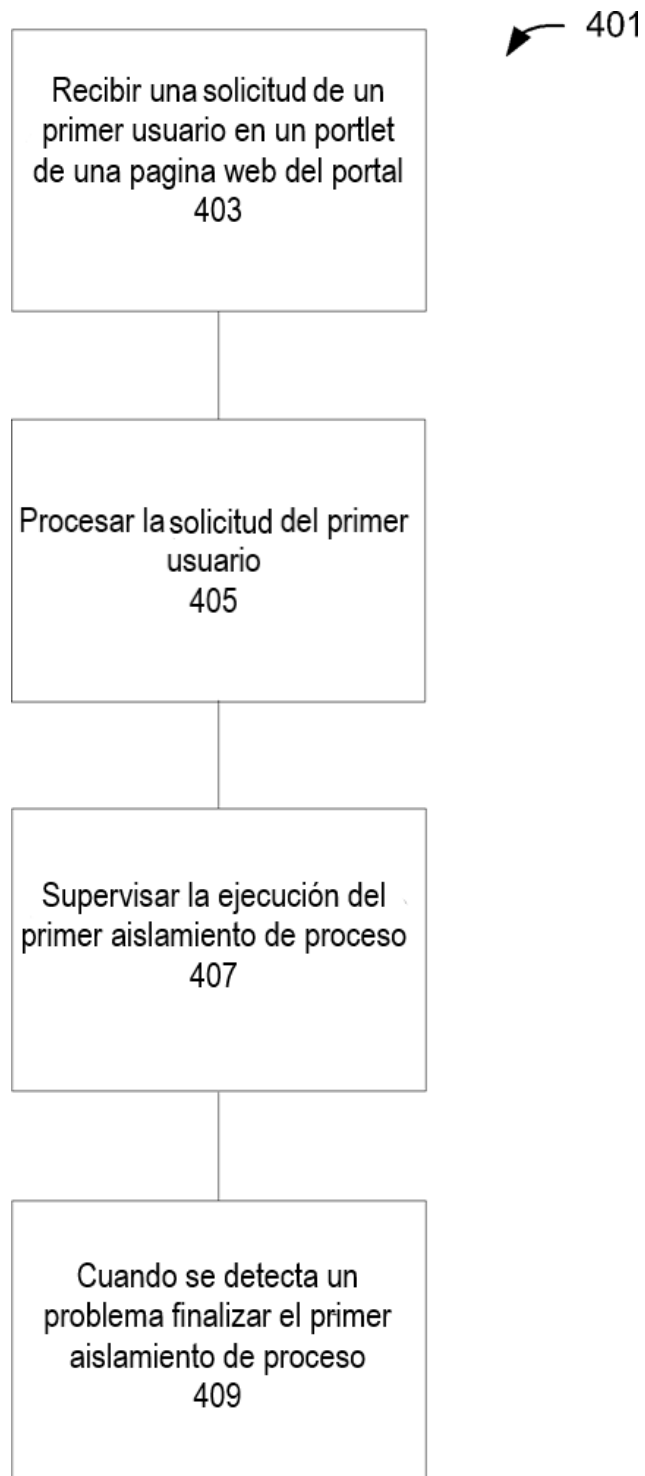 401
Recibir una solicitud de un
primer usuario en un portlet
de una pagina web del portal
403
Procesar la solicitud del primer
usuario
405
Supervisar la ejecución del
primer aislamiento de proceso
407
Cuando se detecta un
problema finalizar el primer
aislamiento de proceso
409